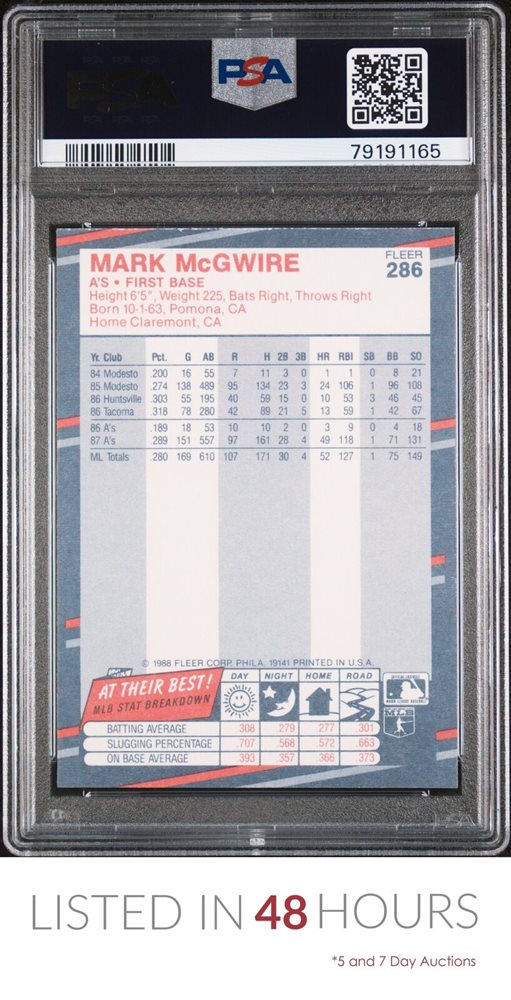 PSA
PSA
79191165
MARK McGWIRE
FLEER
286
A'S • FIRST BASE
Height 6'5", Weight 225, Bats Right, Throws Right
Born 10-1-63, Pomona, CA
Home Claremont, CA
Yr. Club Pct. G AB R H 2B 3B HR RBI SB BB SO
84 Modesto .200 16 55 7 11 3 0 1 1 0 8 21
85 Modesto .274 138 489 95 134 23 3 24 106 1 96 108
86 Huntsville .303 55 195 40 59 15 0 10 53 3 46 45
86 Tacoma .318 78 280 42 89 21 5 13 59 1 42 67
86 A's .189 18 53 10 10 2 0 3 9 0 4 18
87 A's .289 151 557 97 161 28 4 49 118 1 71 131
ML Totals .280 169 610 107 171 30 4 52 127 1 75 149
© 1988 FLEER CORP. PHILA. 19141 PRINTED IN U.S.A.
AT THEIR BEST!
MLB STAT BREAKDOWN
DAY NIGHT HOME ROAD
BATTING AVERAGE .308 .279 .277 .301
SLUGGING PERCENTAGE .707 .568 .572 .663
ON BASE AVERAGE .393 .357 .366 .373
LISTED IN 48 HOURS
*5 and 7 Day Auctions